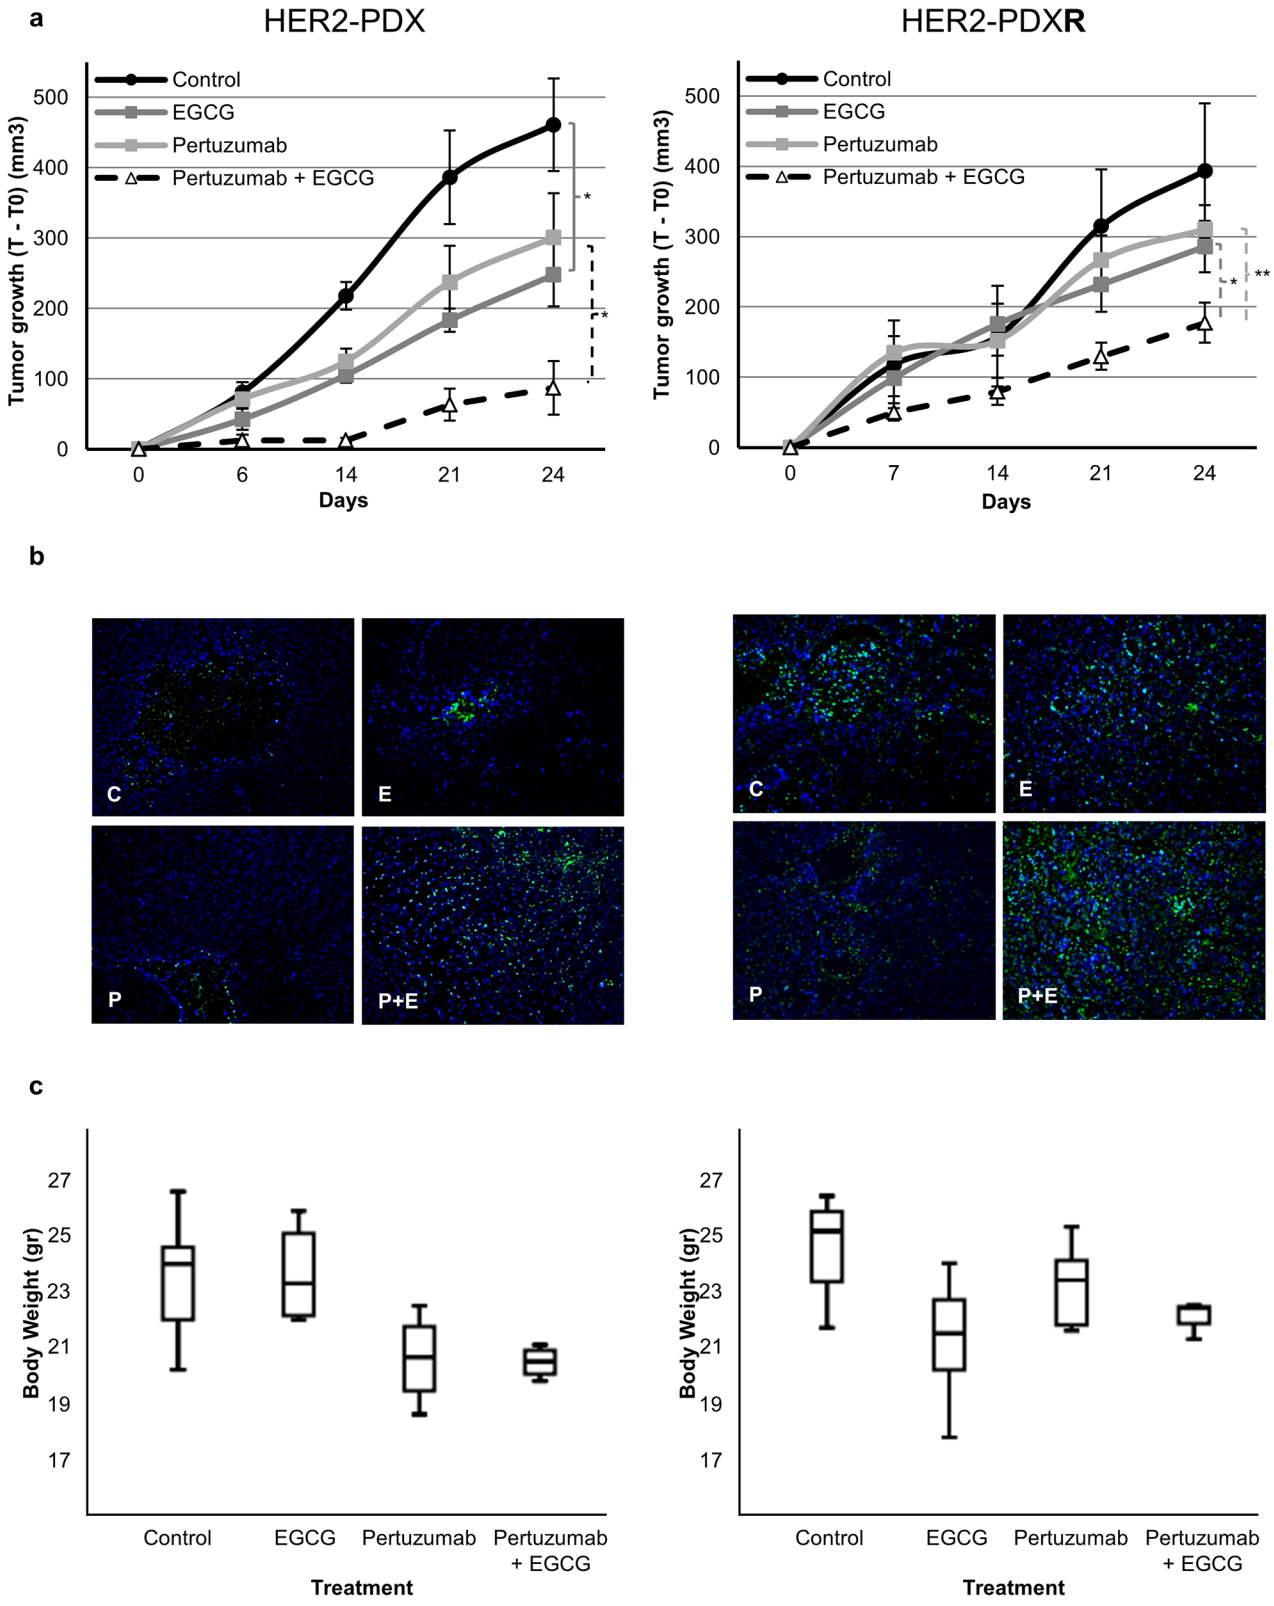 a
HER2-PDX
HER2-PDXR
Tumor growth (T - T0) (mm3)
500
400
300
200
100
0
Control
EGCG
Pertuzumab
Pertuzumab + EGCG
*
*
0 6 14 21 24
Days
Tumor growth (T - T0) (mm3)
500
400
300
200
100
0
Control
EGCG
Pertuzumab
Pertuzumab + EGCG
*
**
0 7 14 21 24
Days
b
C
E
P
P+E
C
E
P
P+E
c
Body Weight (gr)
27
25
23
21
19
17
Control EGCG Pertuzumab Pertuzumab
+ EGCG
Treatment
Body Weight (gr)
27
25
23
21
19
17
Control EGCG Pertuzumab Pertuzumab
+ EGCG
Treatment